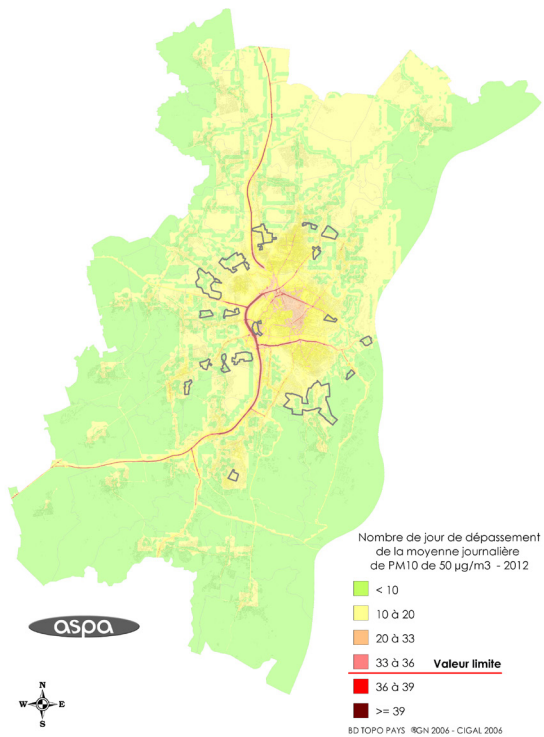 Nombre de jour de dépassement
de la moyenne journalière
de PM10 de 50 µg/m3 - 2012
< 10
10 à 20
20 à 33
33 à 36 Valeur limite
36 à 39
>= 39
aspa
N
W E
S
BD TOPO PAYS ®GN 2006 - CIGAL 2006